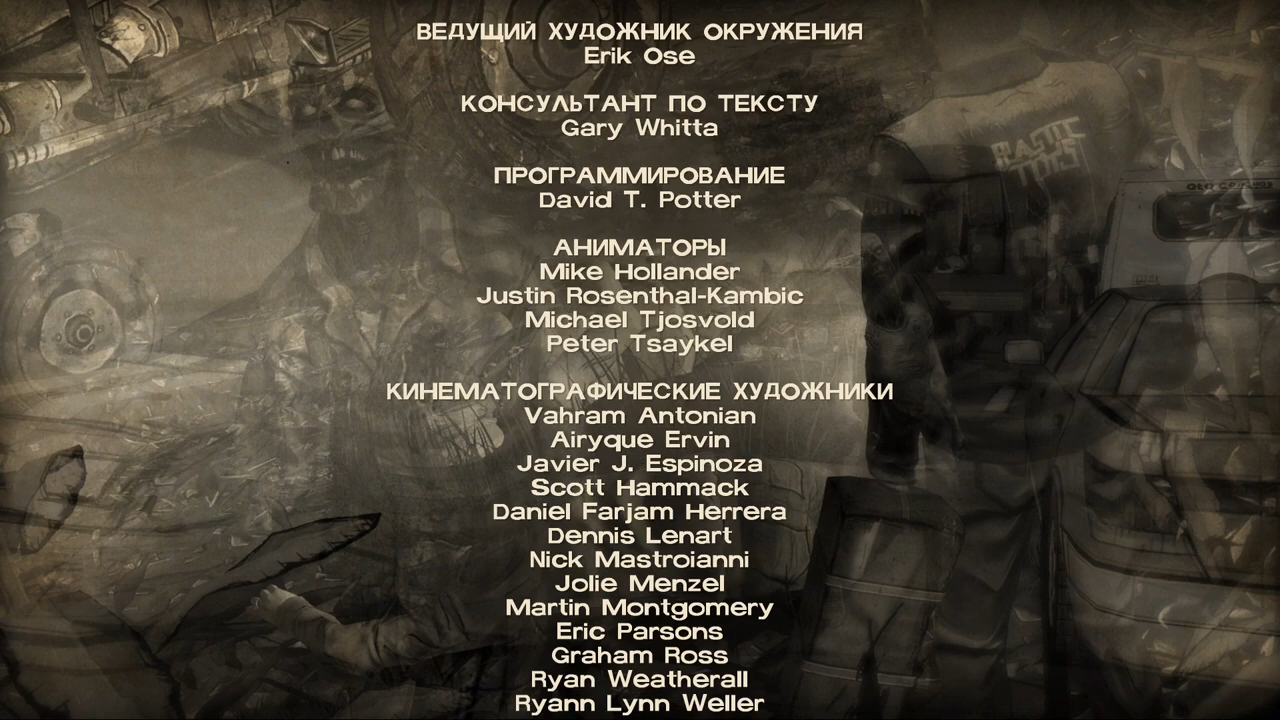 ВЕДУЩИЙ ХУДОЖНИК ОКРУЖЕНИЯ
Erik Ose
КОНСУЛЬТАНТ ПО ТЕКСТУ
Gary Whitta
ПРОГРАММИРОВАНИЕ
David T. Potter
АНИМАТОРЫ
Mike Hollander
Justin Rosenthal-Kambic
Michael Tjosvold
Peter Tsaykel
КИНЕМАТОГРАФИЧЕСКИЕ ХУДОЖНИКИ
Vahram Antonian
Airyque Ervin
Javier J. Espinoza
Scott Hammack
Daniel Farjam Herrera
Dennis Lenart
Nick Mastroianni
Jolie Menzel
Martin Montgomery
Eric Parsons
Graham Ross
Ryan Weatherall
Ryann Lynn Weller